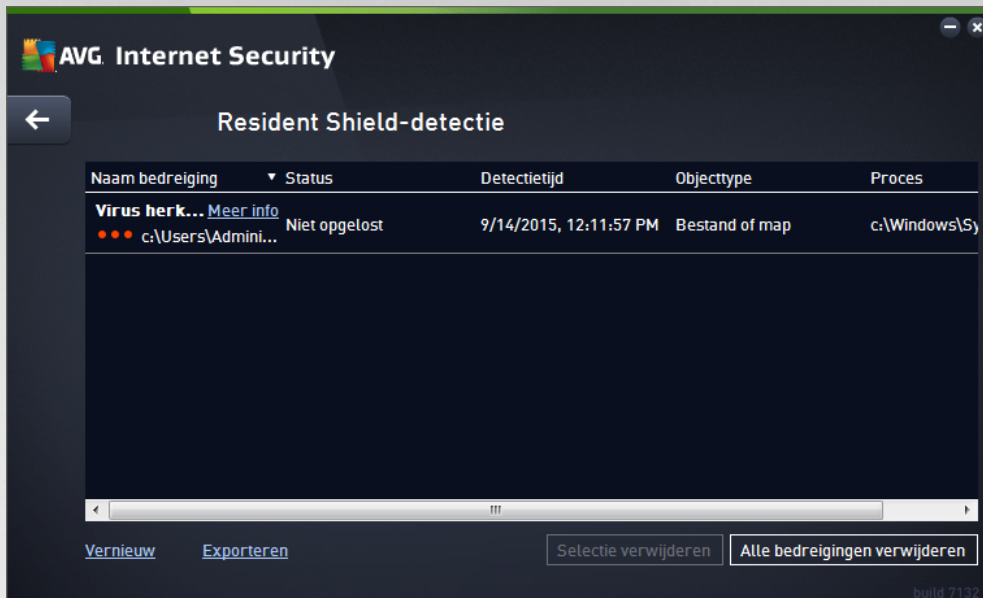 AVG Internet Security
Resident Shield-detectie
Naam bedreiging Status Detectietijd Objecttype Proces
Virus herk... Meer info
c:\Users\Admini... Niet opgelost 9/14/2015, 12:11:57 PM Bestand of map c:\Windows\Sy
Vernieuw Exporteren Selectie verwijderen Alle bedreigingen verwijderen
build 7132